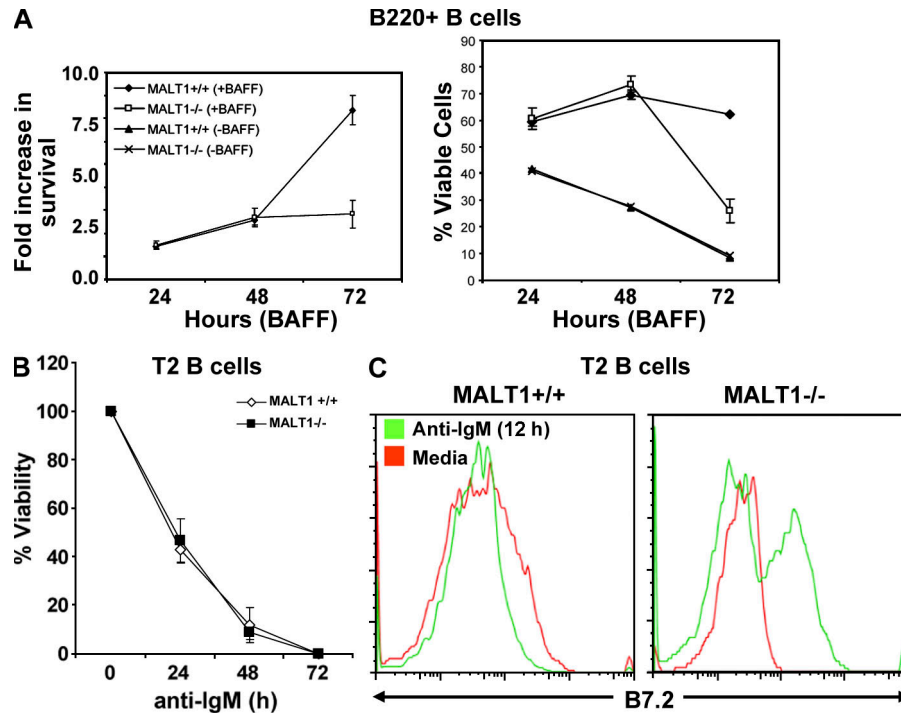 A
B220+ B cells
Fold increase in survival
10.0
7.5
5.0
2.5
0.0
MALT1+/+ (+BAFF)
MALT1-/- (+BAFF)
MALT1+/+ (-BAFF)
MALT1-/- (-BAFF)
24 48 72
Hours (BAFF)
% Viable Cells
90
80
70
60
50
40
30
20
10
0
24 48 72
Hours (BAFF)
B
T2 B cells
% Viability
120
100
80
60
40
20
0
MALT1 +/+
MALT1-/-
0 24 48 72
anti-IgM (h)
C
T2 B cells
MALT1+/+
MALT1-/-
Anti-IgM (12 h)
Media
B7.2